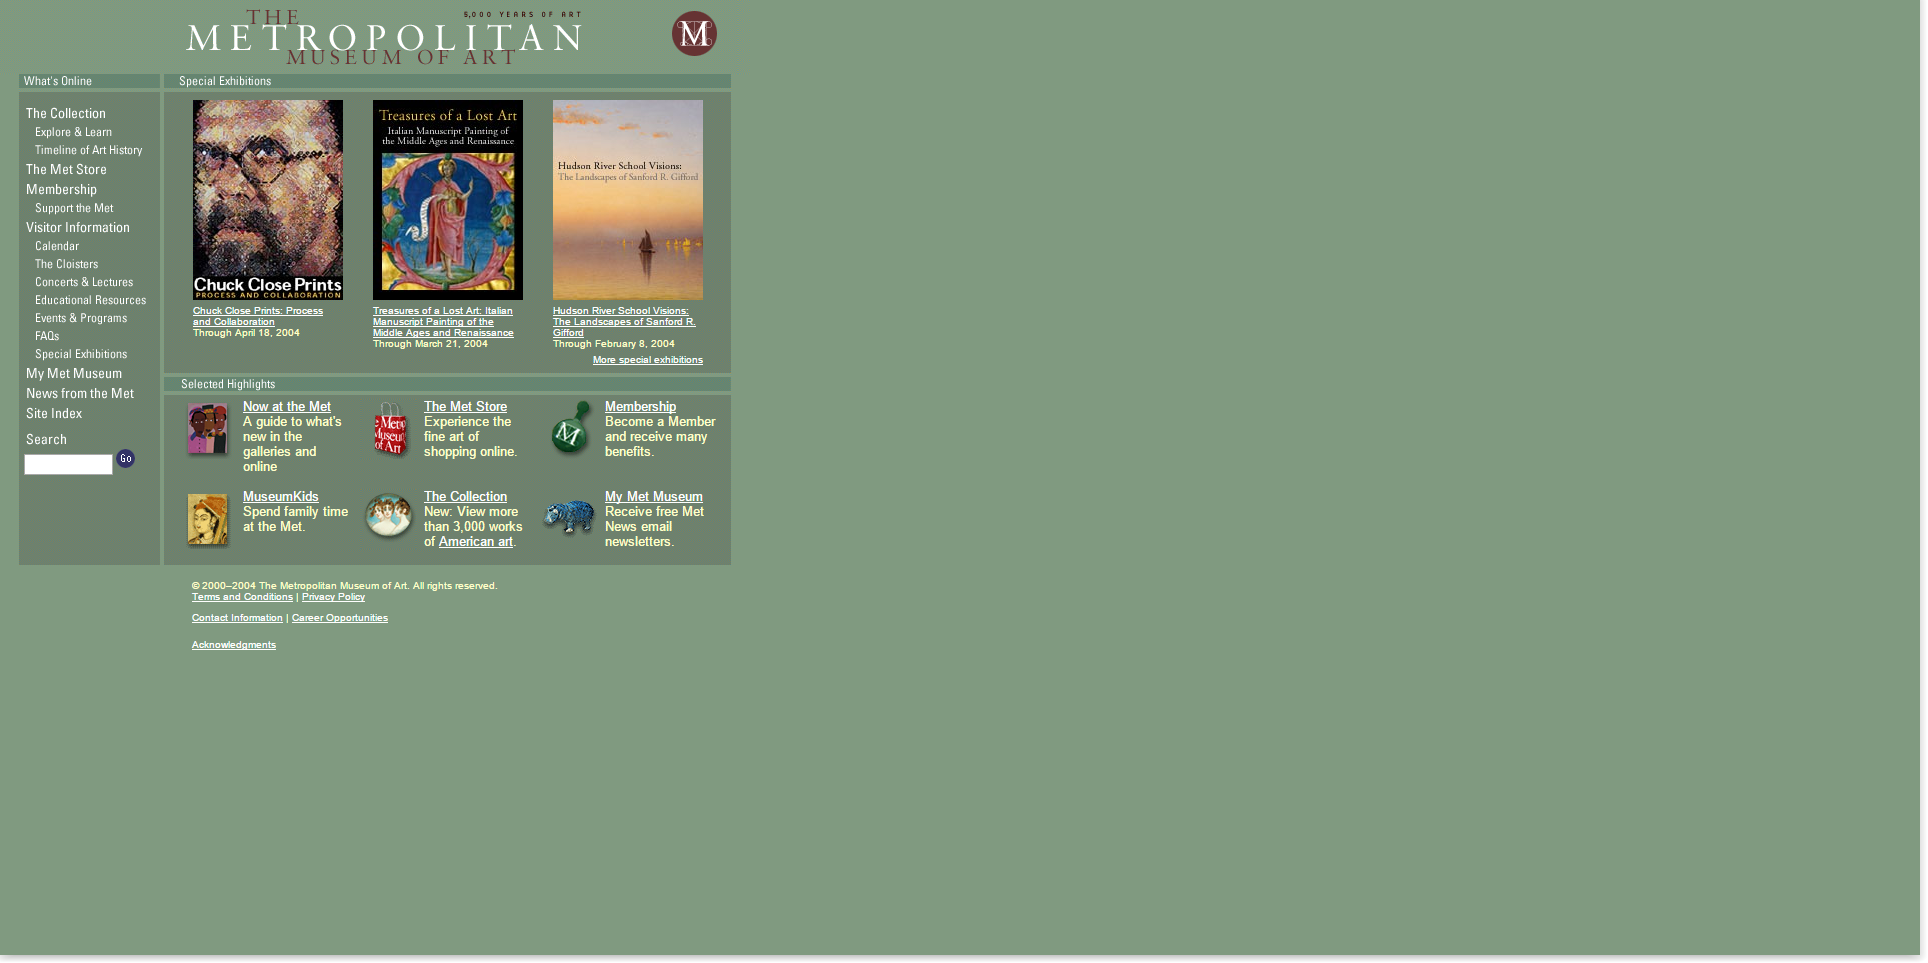 THE
5,000 YEARS OF ART
METROPOLITAN
MUSEUM OF ART
M
What's Online
The Collection
Explore & Learn
Timeline of Art History
The Met Store
Membership
Support the Met
Visitor Information
Calendar
The Cloisters
Concerts & Lectures
Educational Resources
Events & Programs
FAQs
Special Exhibitions
My Met Museum
News from the Met
Site Index
Search
Go
Special Exhibitions
Chuck Close Prints
PROCESS AND COLLABORATION
Chuck Close Prints: Process
and Collaboration
Through April 18, 2004
Treasures of a Lost Art
Italian Manuscript Painting of
the Middle Ages and Renaissance
Treasures of a Lost Art: Italian
Manuscript Painting of the
Middle Ages and Renaissance
Through March 21, 2004
Hudson River School Visions:
The Landscapes of Sanford R. Gifford
Hudson River School Visions:
The Landscapes of Sanford R.
Gifford
Through February 8, 2004
More special exhibitions
Selected Highlights
Now at the Met
A guide to what's
new in the
galleries and
online
e Metro
Museum
of Art
The Met Store
Experience the
fine art of
shopping online.
M
Membership
Become a Member
and receive many
benefits.
MuseumKids
Spend family time
at the Met.
The Collection
New: View more
than 3,000 works
of American art.
My Met Museum
Receive free Met
News email
newsletters.
© 2000–2004 The Metropolitan Museum of Art. All rights reserved.
Terms and Conditions | Privacy Policy
Contact Information | Career Opportunities
Acknowledgments